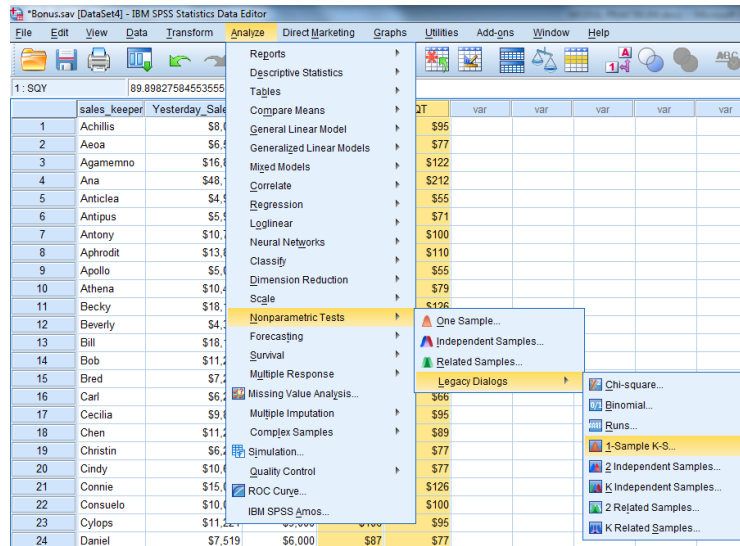 *Bonus.sav [DataSet4] - IBM SPSS Statistics Data Editor
File Edit View Data Transform Analyze Direct Marketing Graphs Utilities Add-ons Window Help
1 : SQY 89.89827584553555
sales_keeper Yesterday_Sale QT var var var var
1 Achillis $8,0 $95
2 Aeoa $6,5 $77
3 Agamemno $16,8 $122
4 Ana $48, $212
5 Anticlea $4,9 $55
6 Antipus $5,9 $71
7 Antony $10,7 $100
8 Aphrodit $13,8 $110
9 Apollo $5,0 $55
10 Athena $10,4 $79
11 Becky $18, $126
12 Beverly $4,
13 Bill $18,
14 Bob $11,2
15 Bred $7,2
16 Carl $6,2 $66
17 Cecilia $9,8 $95
18 Chen $11,2 $89
19 Christin $6,2 $77
20 Cindy $10,6 $77
21 Connie $15,0 $126
22 Consuelo $10,0 $100
23 Cylops $11,221 $9,000 $106 $95
24 Daniel $7,519 $6,000 $87 $77
Reports
Descriptive Statistics
Tables
Compare Means
General Linear Model
Generalized Linear Models
Mixed Models
Correlate
Regression
Loglinear
Neural Networks
Classify
Dimension Reduction
Scale
Nonparametric Tests
Forecasting
Survival
Multiple Response
Missing Value Analysis...
Multiple Imputation
Complex Samples
Simulation...
Quality Control
ROC Curve...
IBM SPSS Amos...
One Sample...
Independent Samples...
Related Samples...
Legacy Dialogs
Chi-square...
Binomial...
Runs...
1-Sample K-S...
2 Independent Samples...
K Independent Samples...
2 Related Samples...
K Related Samples...